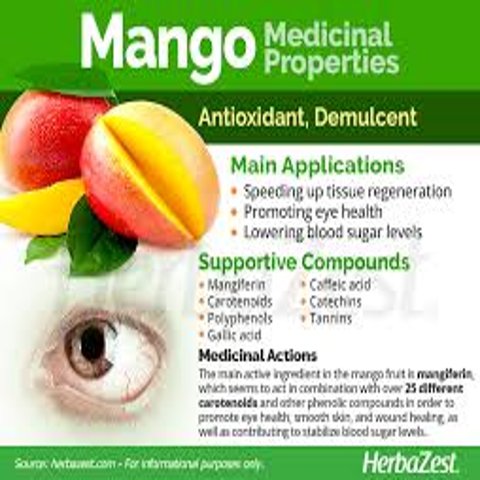 Mango Medicinal Properties
Antioxidant, Demulcent
Main Applications
• Speeding up tissue regeneration
• Promoting eye health
• Lowering blood sugar levels
Supportive Compounds
• Mangiferin
• Carotenoids
• Polyphenols
• Gallic acid
• Caffeic acid
• Catechins
• Tannins
Medicinal Actions
The main active ingredient in the mango fruit is mangiferin,
which seems to act in combination with over 25 different
carotenoids and other phenolic compounds in order to
promote eye health, smooth skin, and wound healing, as
well as contributing to stabilize blood sugar levels.
Source: herbazest.com - For informational purposes only.
HerbaZest